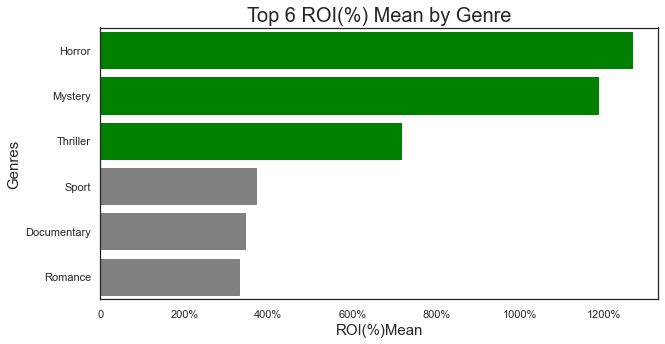 Top 6 ROI(%) Mean by Genre
Genres
Horror
Mystery
Thriller
Sport
Documentary
Romance
0 200% 400% 600% 800% 1000% 1200%
ROI(%)Mean